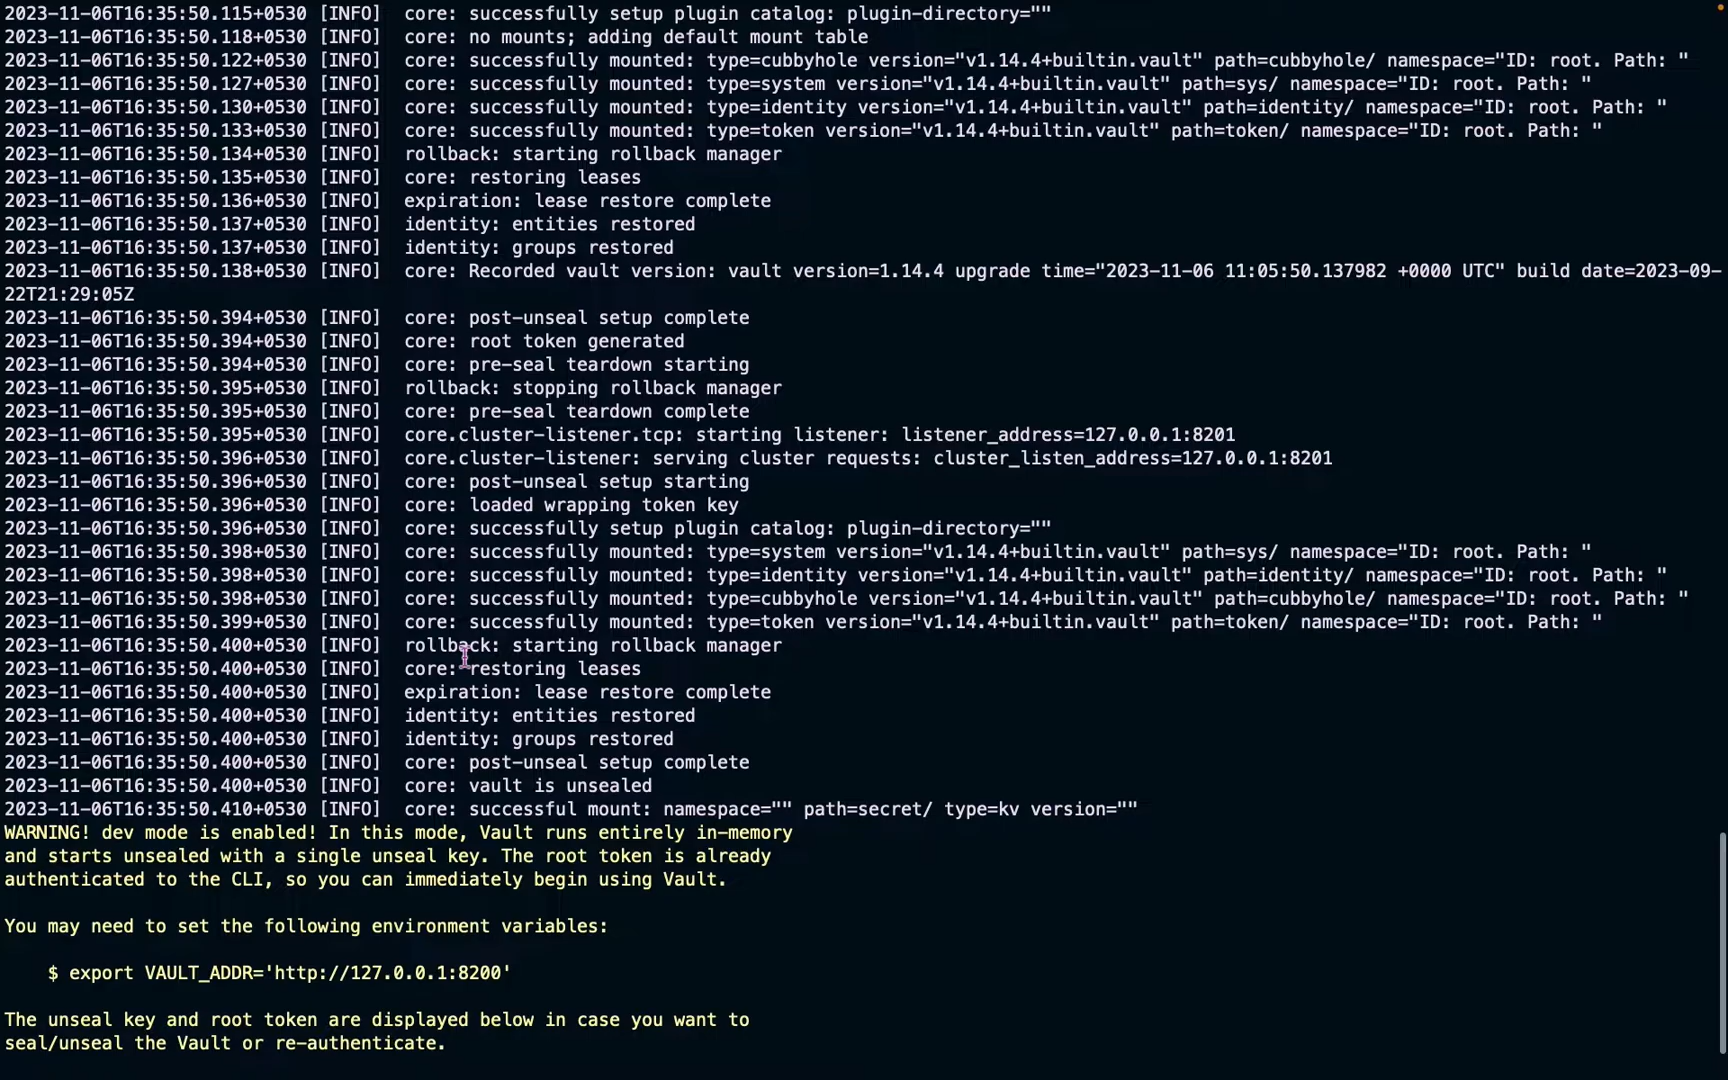 2023-11-06T16:35:50.115+0530 [INFO]  core: successfully setup plugin catalog: plugin-directory=""
2023-11-06T16:35:50.118+0530 [INFO]  core: no mounts; adding default mount table
2023-11-06T16:35:50.122+0530 [INFO]  core: successfully mounted: type=cubbyhole version="v1.14.4+builtin.vault" path=cubbyhole/ namespace="ID: root. Path: "
2023-11-06T16:35:50.127+0530 [INFO]  core: successfully mounted: type=system version="v1.14.4+builtin.vault" path=sys/ namespace="ID: root. Path: "
2023-11-06T16:35:50.130+0530 [INFO]  core: successfully mounted: type=identity version="v1.14.4+builtin.vault" path=identity/ namespace="ID: root. Path: "
2023-11-06T16:35:50.133+0530 [INFO]  core: successfully mounted: type=token version="v1.14.4+builtin.vault" path=token/ namespace="ID: root. Path: "
2023-11-06T16:35:50.134+0530 [INFO]  rollback: starting rollback manager
2023-11-06T16:35:50.135+0530 [INFO]  core: restoring leases
2023-11-06T16:35:50.136+0530 [INFO]  expiration: lease restore complete
2023-11-06T16:35:50.137+0530 [INFO]  identity: entities restored
2023-11-06T16:35:50.137+0530 [INFO]  identity: groups restored
2023-11-06T16:35:50.138+0530 [INFO]  core: Recorded vault version: vault version=1.14.4 upgrade time="2023-11-06 11:05:50.137982 +0000 UTC" build date=2023-09-
22T21:29:05Z
2023-11-06T16:35:50.394+0530 [INFO]  core: post-unseal setup complete
2023-11-06T16:35:50.394+0530 [INFO]  core: root token generated
2023-11-06T16:35:50.394+0530 [INFO]  core: pre-seal teardown starting
2023-11-06T16:35:50.395+0530 [INFO]  rollback: stopping rollback manager
2023-11-06T16:35:50.395+0530 [INFO]  core: pre-seal teardown complete
2023-11-06T16:35:50.395+0530 [INFO]  core.cluster-listener.tcp: starting listener: listener_address=127.0.0.1:8201
2023-11-06T16:35:50.396+0530 [INFO]  core.cluster-listener: serving cluster requests: cluster_listen_address=127.0.0.1:8201
2023-11-06T16:35:50.396+0530 [INFO]  core: post-unseal setup starting
2023-11-06T16:35:50.396+0530 [INFO]  core: loaded wrapping token key
2023-11-06T16:35:50.396+0530 [INFO]  core: successfully setup plugin catalog: plugin-directory=""
2023-11-06T16:35:50.398+0530 [INFO]  core: successfully mounted: type=system version="v1.14.4+builtin.vault" path=sys/ namespace="ID: root. Path: "
2023-11-06T16:35:50.398+0530 [INFO]  core: successfully mounted: type=identity version="v1.14.4+builtin.vault" path=identity/ namespace="ID: root. Path: "
2023-11-06T16:35:50.398+0530 [INFO]  core: successfully mounted: type=cubbyhole version="v1.14.4+builtin.vault" path=cubbyhole/ namespace="ID: root. Path: "
2023-11-06T16:35:50.399+0530 [INFO]  core: successfully mounted: type=token version="v1.14.4+builtin.vault" path=token/ namespace="ID: root. Path: "
2023-11-06T16:35:50.400+0530 [INFO]  rollback: starting rollback manager
2023-11-06T16:35:50.400+0530 [INFO]  core: restoring leases
2023-11-06T16:35:50.400+0530 [INFO]  expiration: lease restore complete
2023-11-06T16:35:50.400+0530 [INFO]  identity: entities restored
2023-11-06T16:35:50.400+0530 [INFO]  identity: groups restored
2023-11-06T16:35:50.400+0530 [INFO]  core: post-unseal setup complete
2023-11-06T16:35:50.400+0530 [INFO]  core: vault is unsealed
2023-11-06T16:35:50.410+0530 [INFO]  core: successful mount: namespace="" path=secret/ type=kv version=""
WARNING! dev mode is enabled! In this mode, Vault runs entirely in-memory
and starts unsealed with a single unseal key. The root token is already
authenticated to the CLI, so you can immediately begin using Vault.
You may need to set the following environment variables:
$ export VAULT_ADDR='http://127.0.0.1:8200'
The unseal key and root token are displayed below in case you want to
seal/unseal the Vault or re-authenticate.